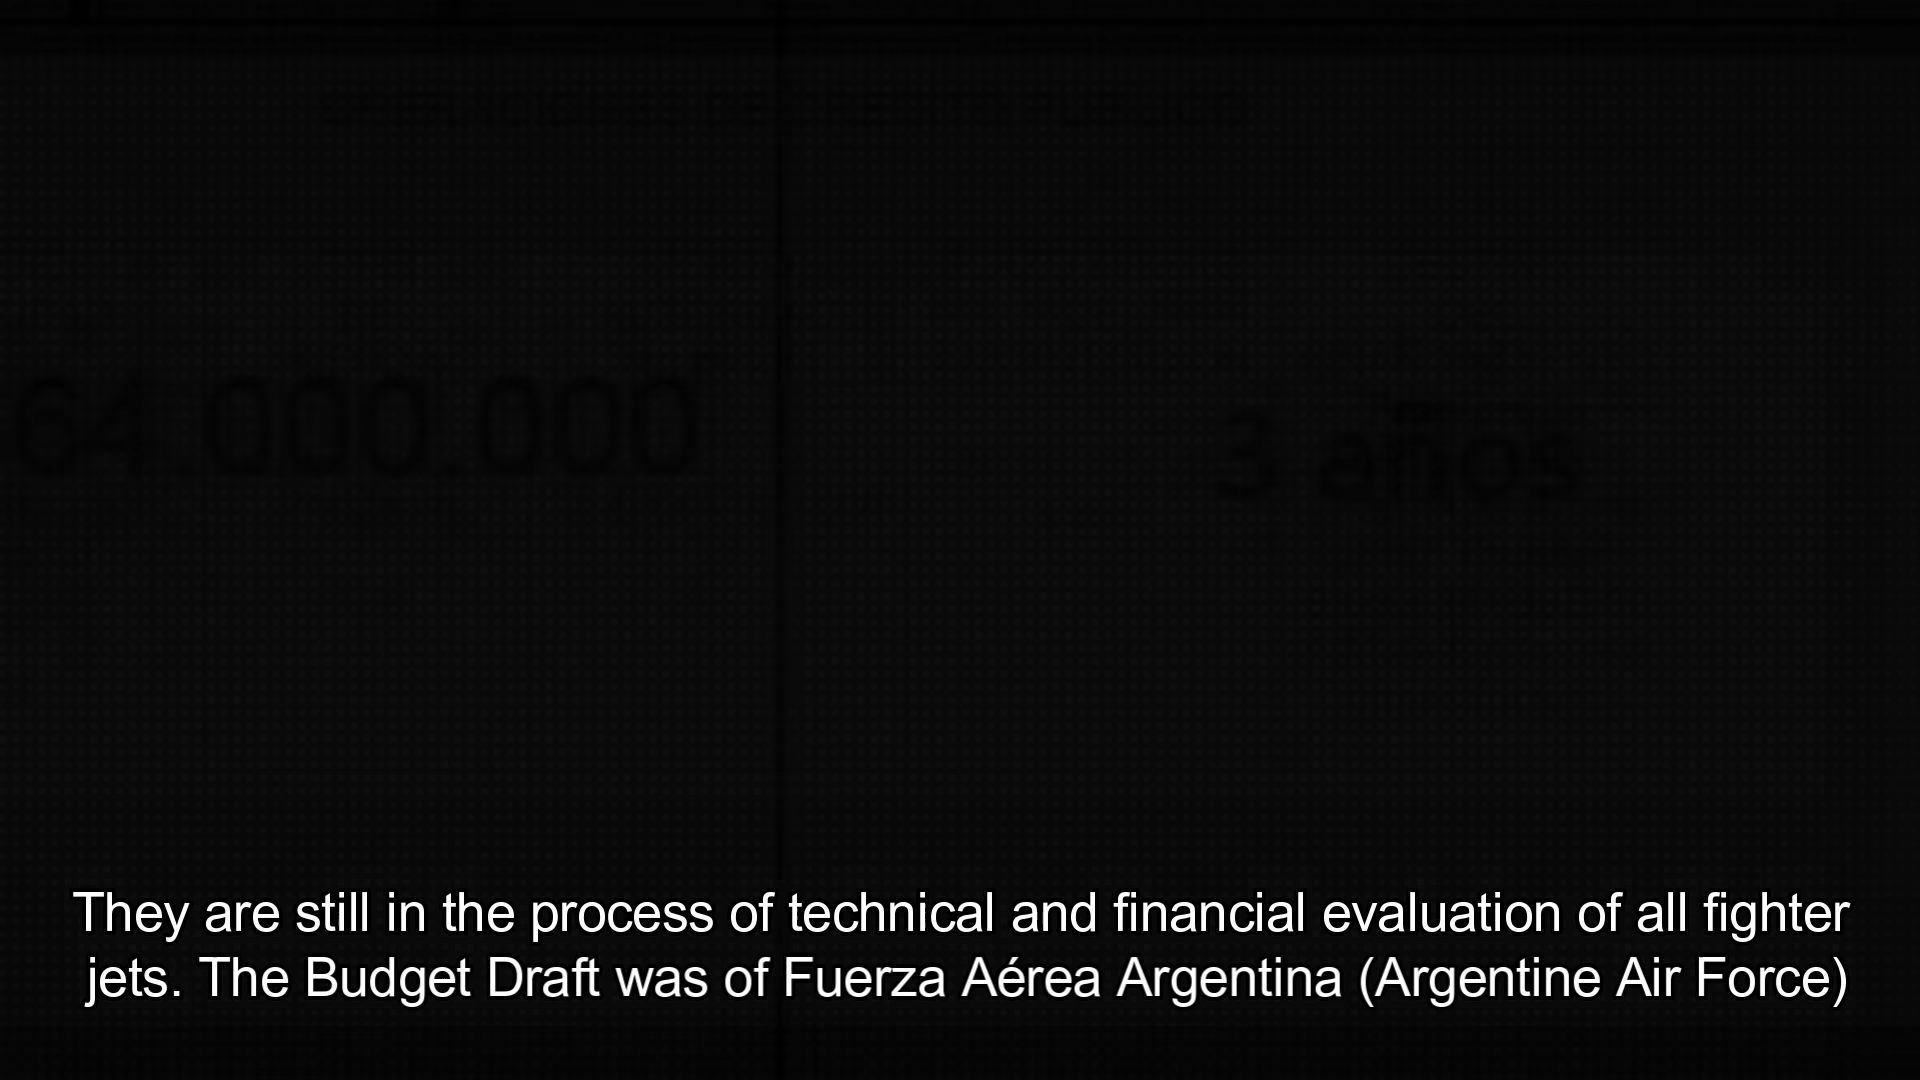 64.000.000
3 años
They are still in the process of technical and financial evaluation of all fighter
jets. The Budget Draft was of Fuerza Aérea Argentina (Argentine Air Force)